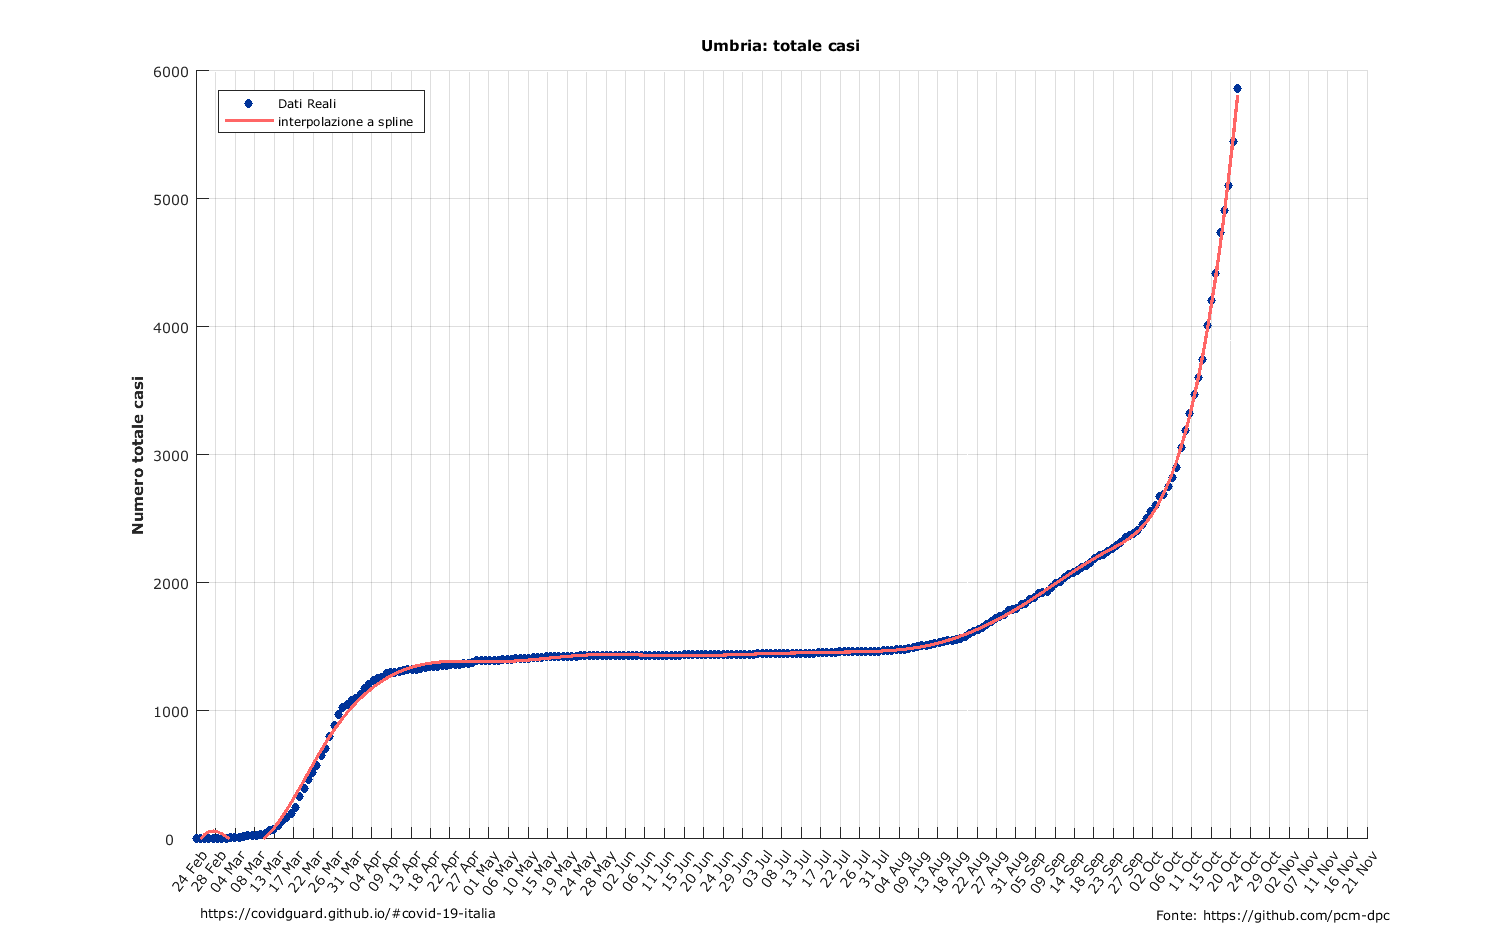 Umbria: totale casi
6000
5000
4000
3000
2000
1000
0
Numero totale casi
Dati Reali
interpolazione a spline
24 Feb
28 Feb
04 Mar
08 Mar
13 Mar
17 Mar
22 Mar
26 Mar
31 Mar
04 Apr
09 Apr
13 Apr
18 Apr
22 Apr
27 Apr
01 May
06 May
10 May
15 May
19 May
24 May
28 May
02 Jun
06 Jun
11 Jun
15 Jun
20 Jun
24 Jun
29 Jun
03 Jul
08 Jul
13 Jul
17 Jul
22 Jul
26 Jul
31 Jul
04 Aug
09 Aug
13 Aug
18 Aug
22 Aug
27 Aug
31 Aug
05 Sep
09 Sep
14 Sep
18 Sep
23 Sep
27 Sep
02 Oct
06 Oct
11 Oct
15 Oct
20 Oct
24 Oct
29 Oct
02 Nov
07 Nov
11 Nov
16 Nov
21 Nov
https://covidguard.github.io/#covid-19-italia
Fonte: https://github.com/pcm-dpc